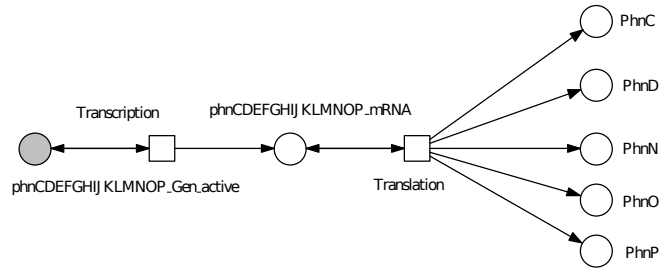 PhnC
PhnD
Transcription
phnCDEFGHIJKLMNOP_mRNA
PhnN
phnCDEFGHIJKLMNOP_Gen_active
Translation
PhnO
PhnP